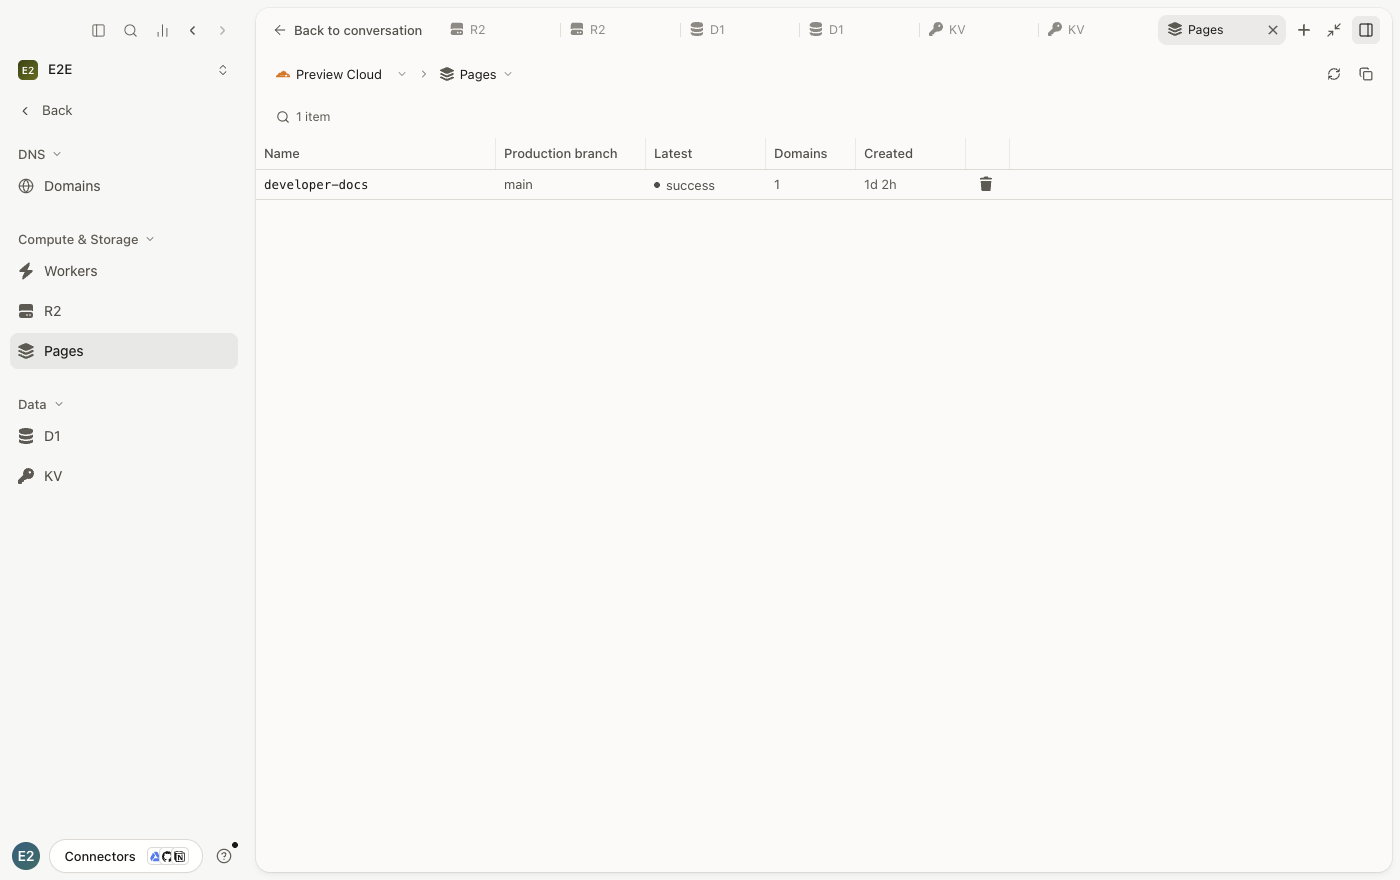 Back to conversation
R2
R2
D1
D1
KV
KV
Pages
E2
E2E
Preview Cloud
Pages
Back
1 item
DNS
Domains
Name Production branch Latest Domains Created
developer-docs main success 1 1d 2h
Compute & Storage
Workers
R2
Pages
Data
D1
KV
E2
Connectors